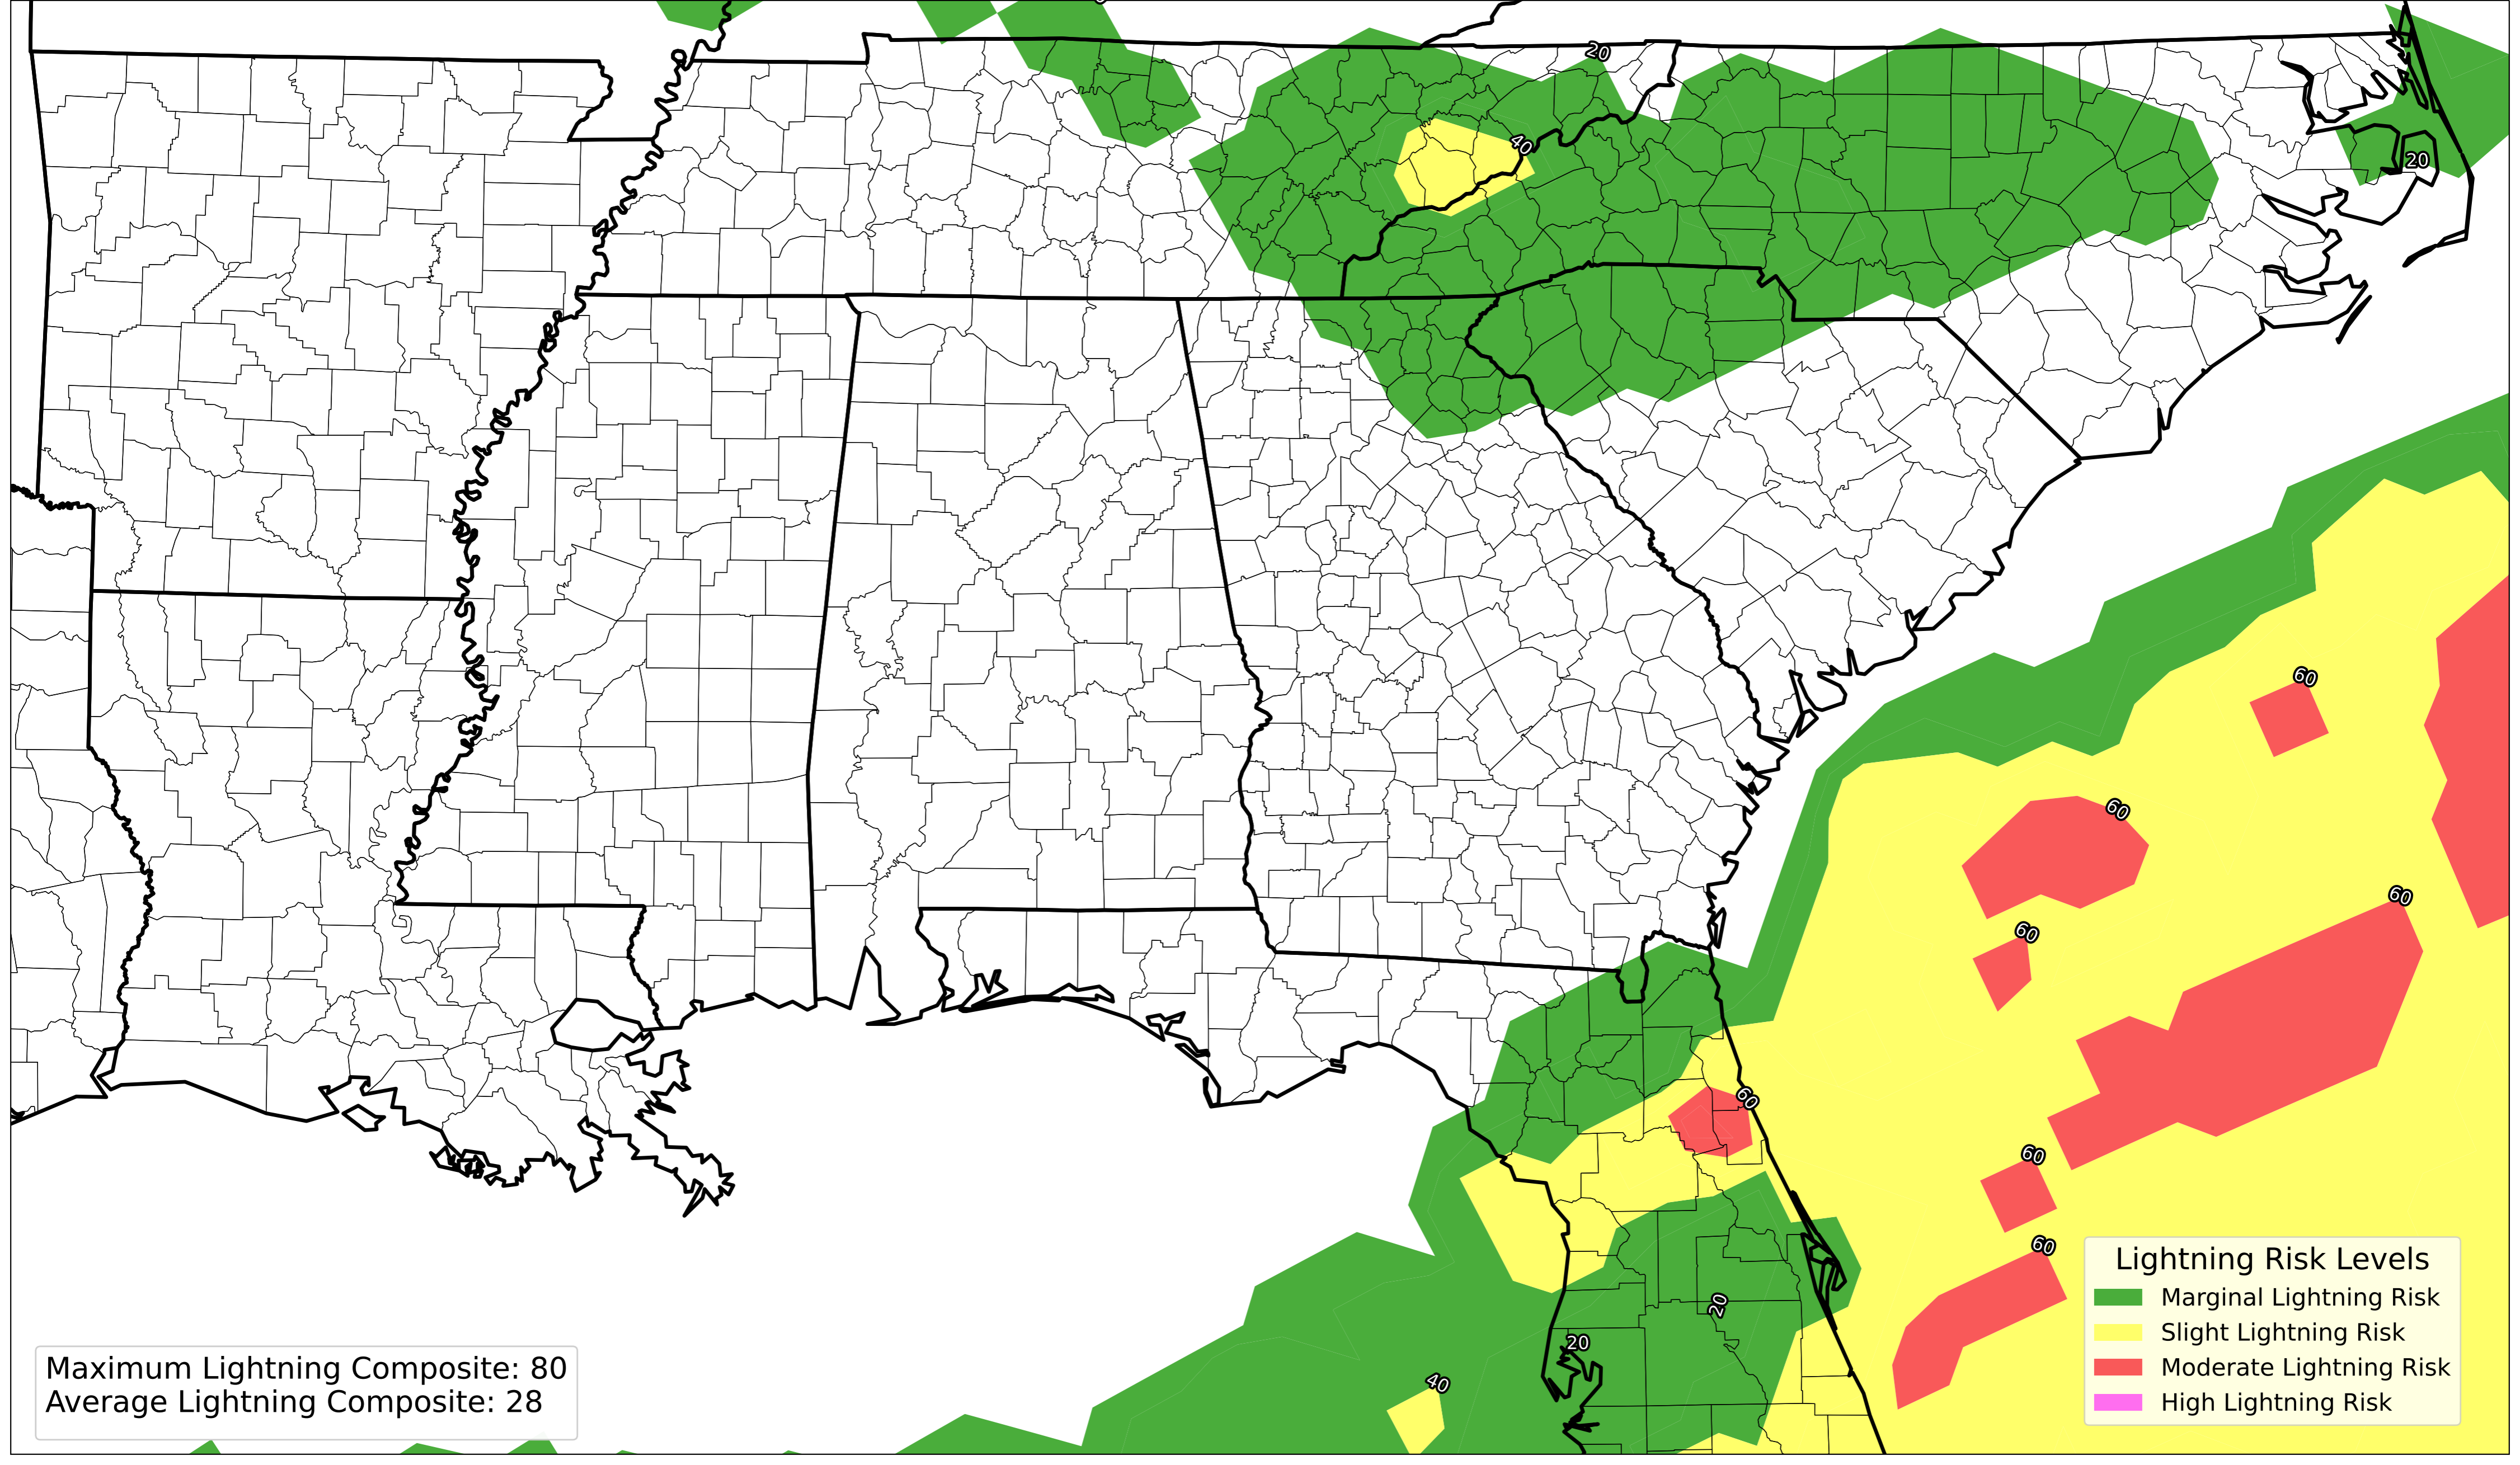 20
40
20
60
60
60
60
60
60
60
20
20
40
Lightning Risk Levels
Marginal Lightning Risk
Slight Lightning Risk
Moderate Lightning Risk
High Lightning Risk
Maximum Lightning Composite: 80
Average Lightning Composite: 28